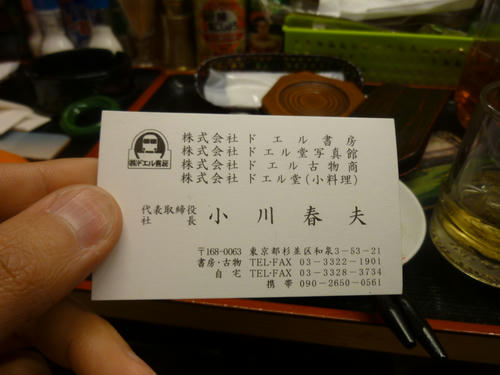 ㈱ドエル書房
株式会社 ドエル書房
株式会社 ドエル堂写真館
株式会社 ドエル古物商
株式会社 ドエル堂(小料理)
代表取締役
社長 小川春夫
〒168-0063 東京都杉並区和泉3-53-21
書房・古物 TEL・FAX 03-3322-1901
自宅 TEL・FAX 03-3328-3734
携帯 090-2650-0561